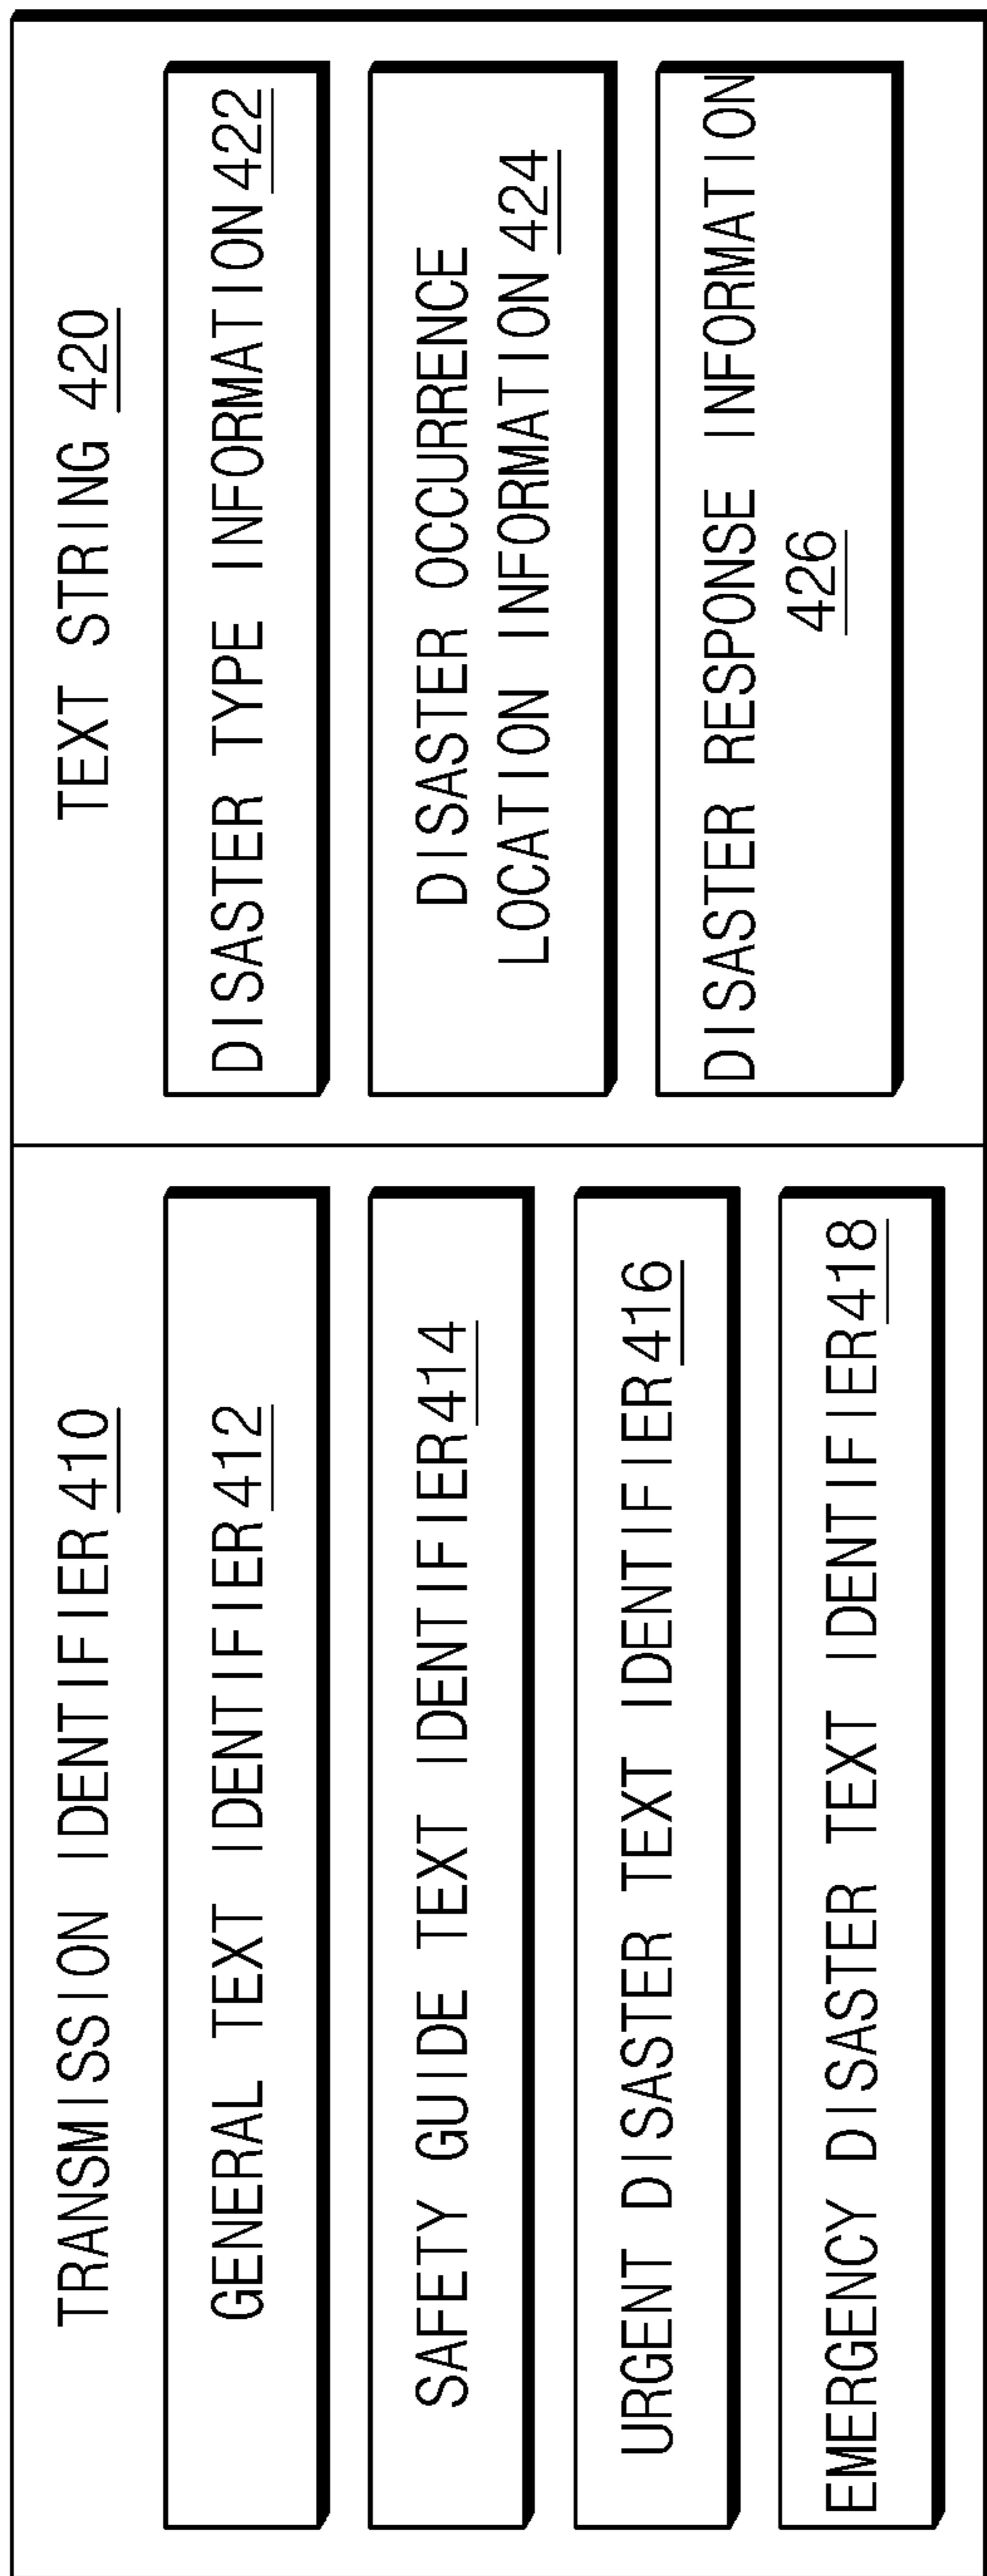 TRANSMISSION IDENTIFIER 410
GENERAL TEXT IDENTIFIER 412
SAFETY GUIDE TEXT IDENTIFIER 414
URGENT DISASTER TEXT IDENTIFIER 416
EMERGENCY DISASTER TEXT IDENTIFIER 418
TEXT STRING 420
DISASTER TYPE INFORMATION 422
DISASTER OCCURRENCE
LOCATION INFORMATION 424
DISASTER RESPONSE INFORMATION
426